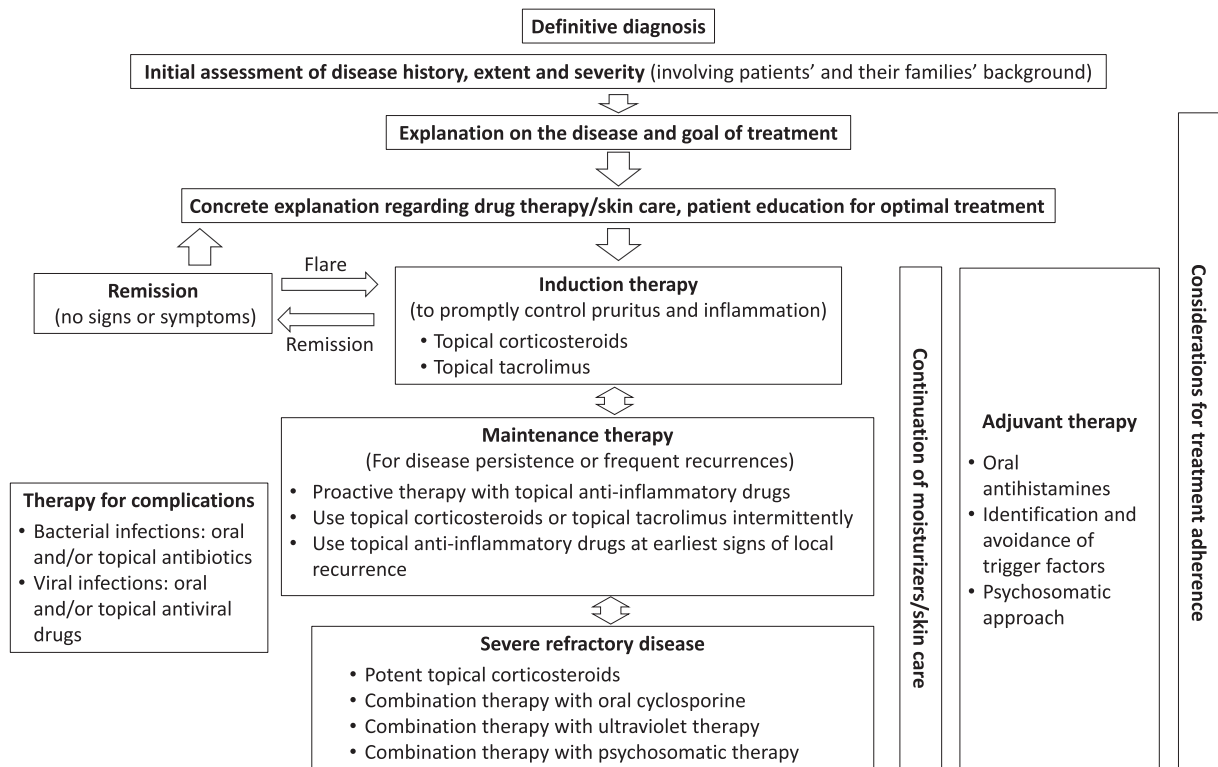 Definitive diagnosis
Initial assessment of disease history, extent and severity (involving patients’ and their families’ background)
Explanation on the disease and goal of treatment
Concrete explanation regarding drug therapy/skin care, patient education for optimal treatment
Flare
Remission
(no signs or symptoms)
Remission
Induction therapy
(to promptly control pruritus and inflammation)
• Topical corticosteroids
• Topical tacrolimus
Maintenance therapy
(For disease persistence or frequent recurrences)
• Proactive therapy with topical anti-inflammatory drugs
• Use topical corticosteroids or topical tacrolimus intermittently
• Use topical anti-inflammatory drugs at earliest signs of local
recurrence
Therapy for complications
• Bacterial infections: oral
and/or topical antibiotics
• Viral infections: oral
and/or topical antiviral
drugs
Severe refractory disease
• Potent topical corticosteroids
• Combination therapy with oral cyclosporine
• Combination therapy with ultraviolet therapy
• Combination therapy with psychosomatic therapy
Continuation of moisturizers/skin care
Adjuvant therapy
• Oral
antihistamines
• Identification and
avoidance of
trigger factors
• Psychosomatic
approach
Considerations for treatment adherence